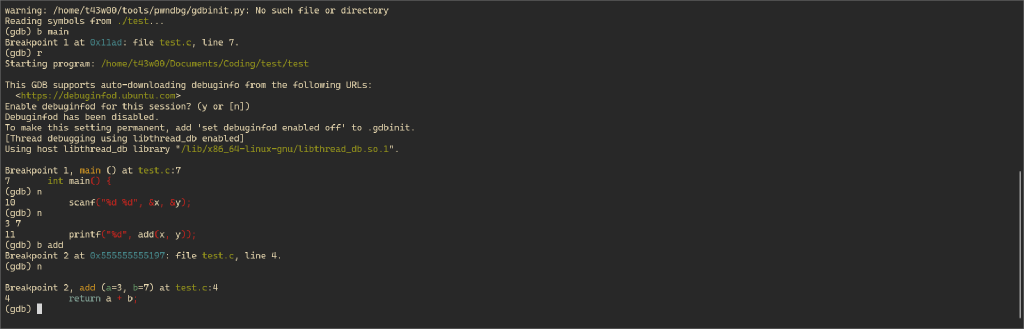 warning: /home/t43w00/tools/pwndbg/gdbinit.py: No such file or directory
Reading symbols from ./test...
(gdb) b main
Breakpoint 1 at 0x11ad: file test.c, line 7.
(gdb) r
Starting program: /home/t43w00/Documents/Coding/test/test
This GDB supports auto-downloading debuginfo from the following URLs:
<https://debuginfod.ubuntu.com>
Enable debuginfod for this session? (y or [n])
Debuginfod has been disabled.
To make this setting permanent, add 'set debuginfod enabled off' to .gdbinit.
[Thread debugging using libthread_db enabled]
Using host libthread_db library "/lib/x86_64-linux-gnu/libthread_db.so.1".
Breakpoint 1, main () at test.c:7
7 int main() {
(gdb) n
10 scanf("%d %d", &x, &y);
(gdb) n
3 7
11 printf("%d", add(x, y));
(gdb) b add
Breakpoint 2 at 0x555555555197: file test.c, line 4.
(gdb) n
Breakpoint 2, add (a=3, b=7) at test.c:4
4 return a + b;
(gdb)